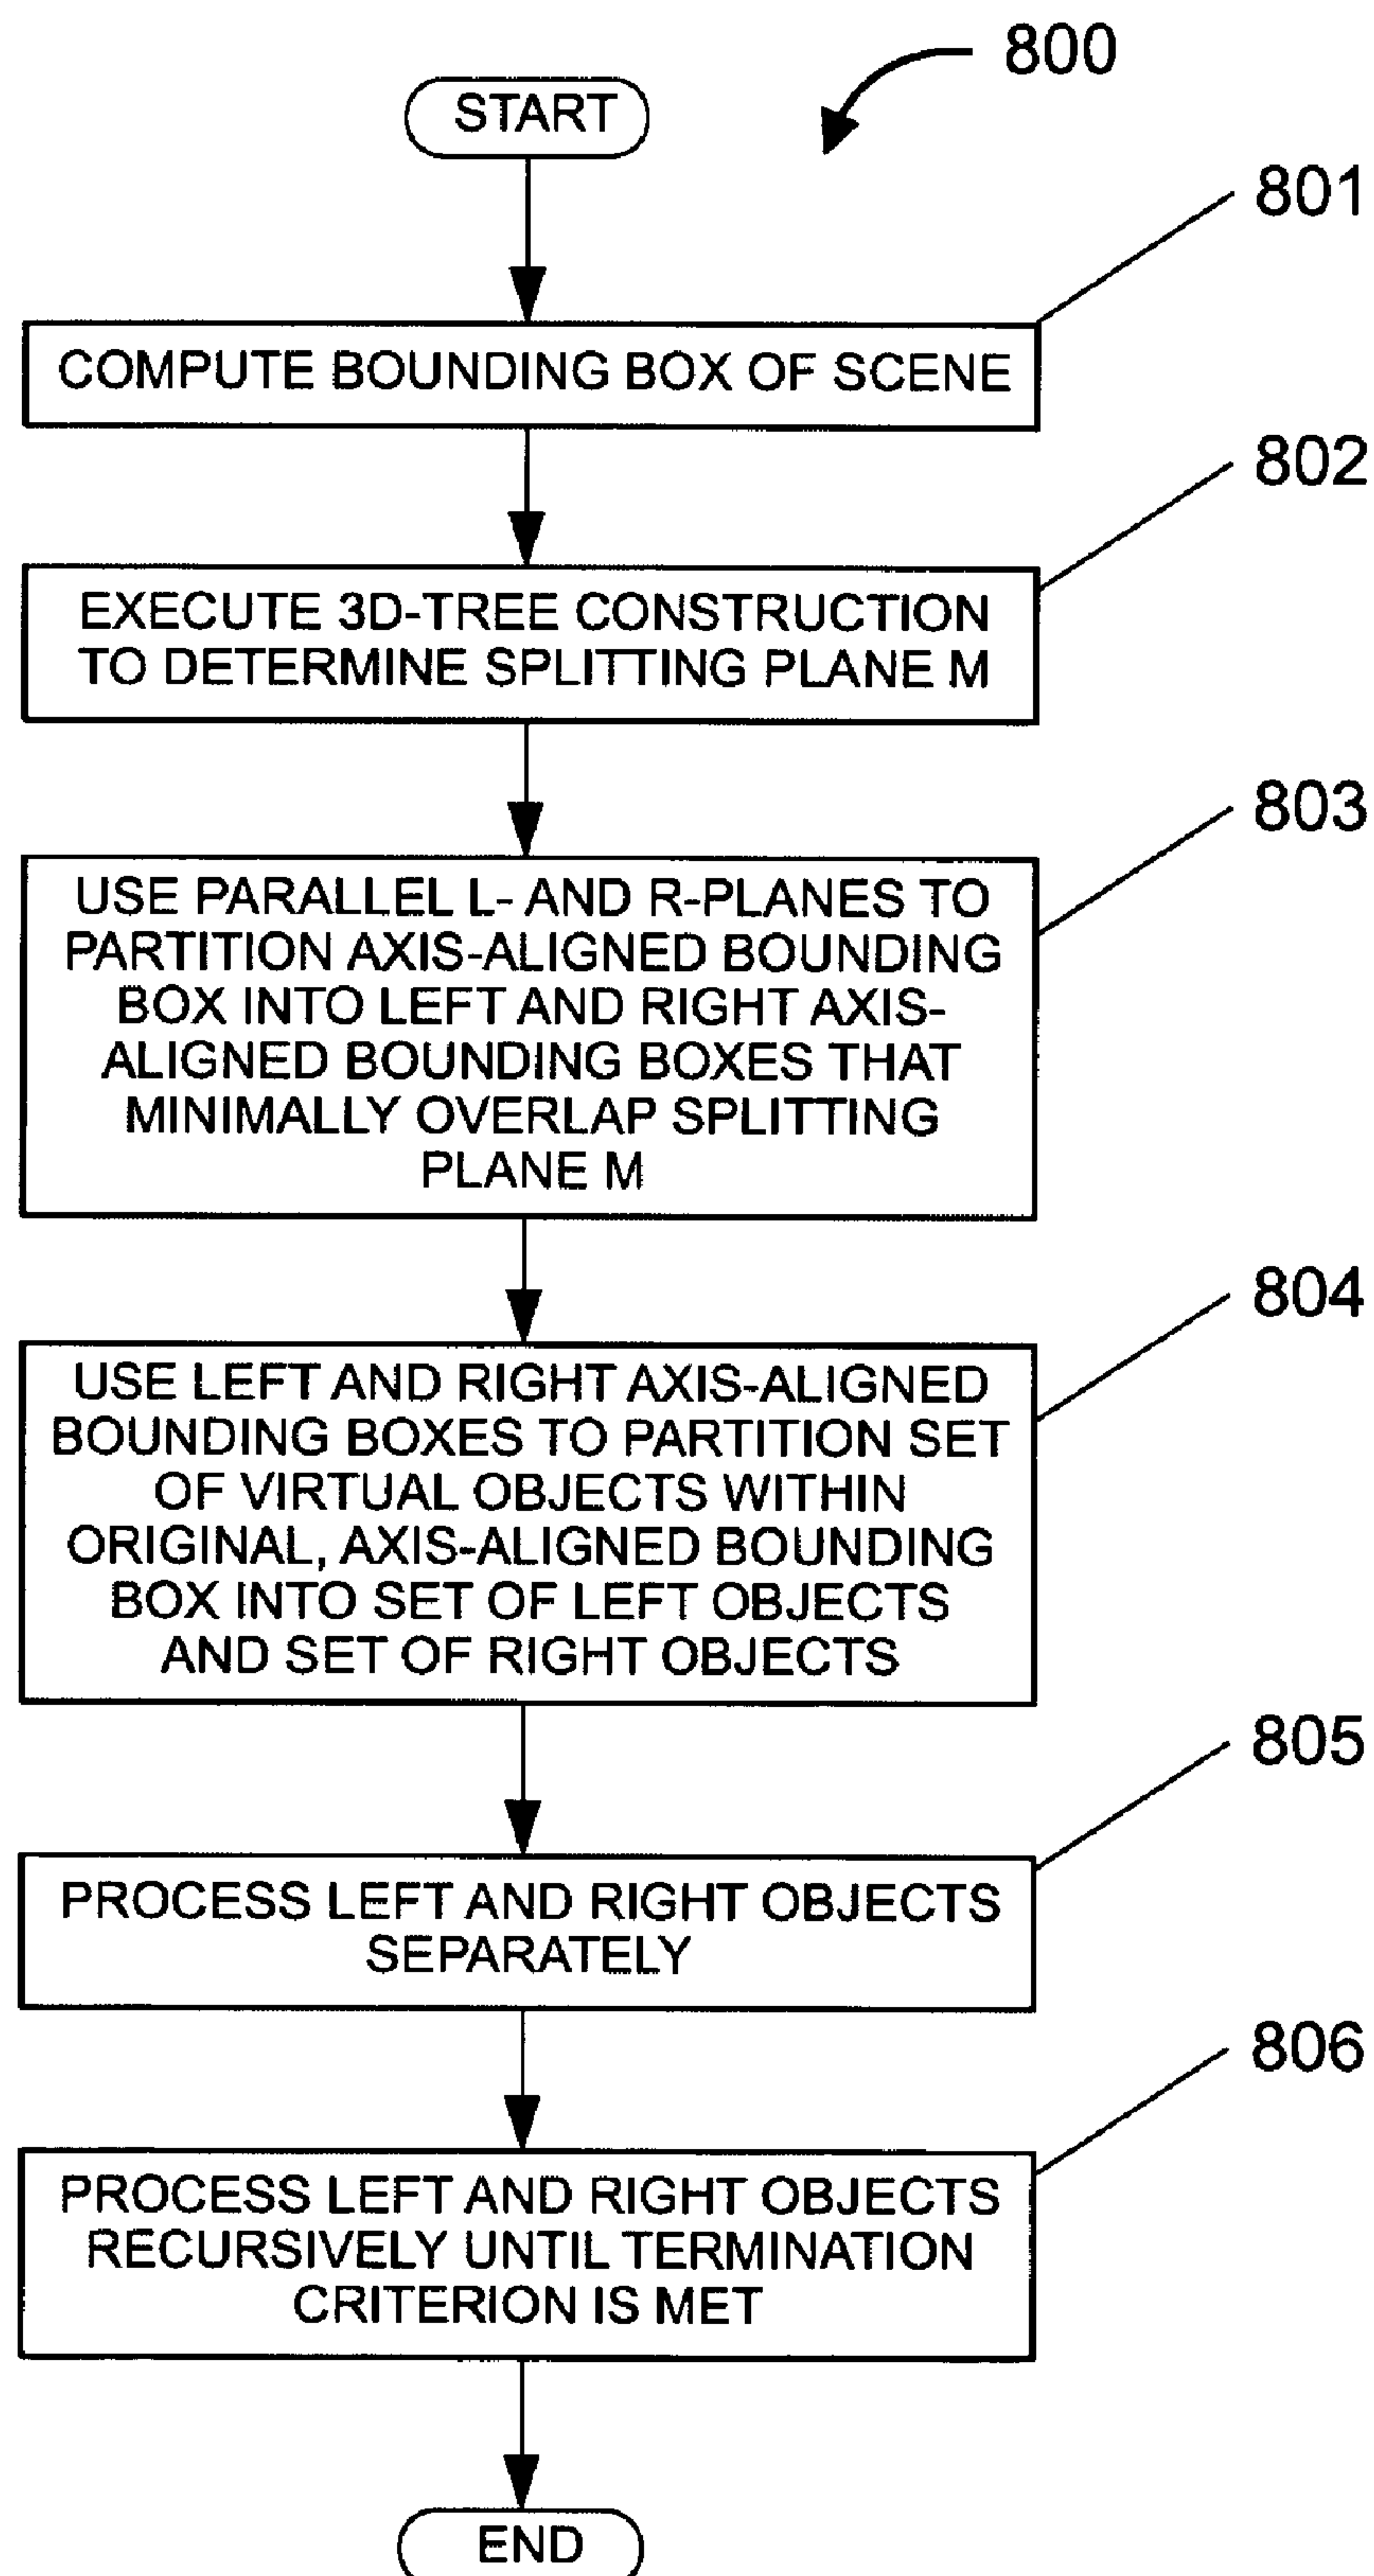 800
START
801
COMPUTE BOUNDING BOX OF SCENE
802
EXECUTE 3D-TREE CONSTRUCTION
TO DETERMINE SPLITTING PLANE M
803
USE PARALLEL L- AND R-PLANES TO
PARTITION AXIS-ALIGNED BOUNDING
BOX INTO LEFT AND RIGHT AXIS-
ALIGNED BOUNDING BOXES THAT
MINIMALLY OVERLAP SPLITTING
PLANE M
804
USE LEFT AND RIGHT AXIS-ALIGNED
BOUNDING BOXES TO PARTITION SET
OF VIRTUAL OBJECTS WITHIN
ORIGINAL, AXIS-ALIGNED BOUNDING
BOX INTO SET OF LEFT OBJECTS
AND SET OF RIGHT OBJECTS
805
PROCESS LEFT AND RIGHT OBJECTS
SEPARATELY
806
PROCESS LEFT AND RIGHT OBJECTS
RECURSIVELY UNTIL TERMINATION
CRITERION IS MET
END